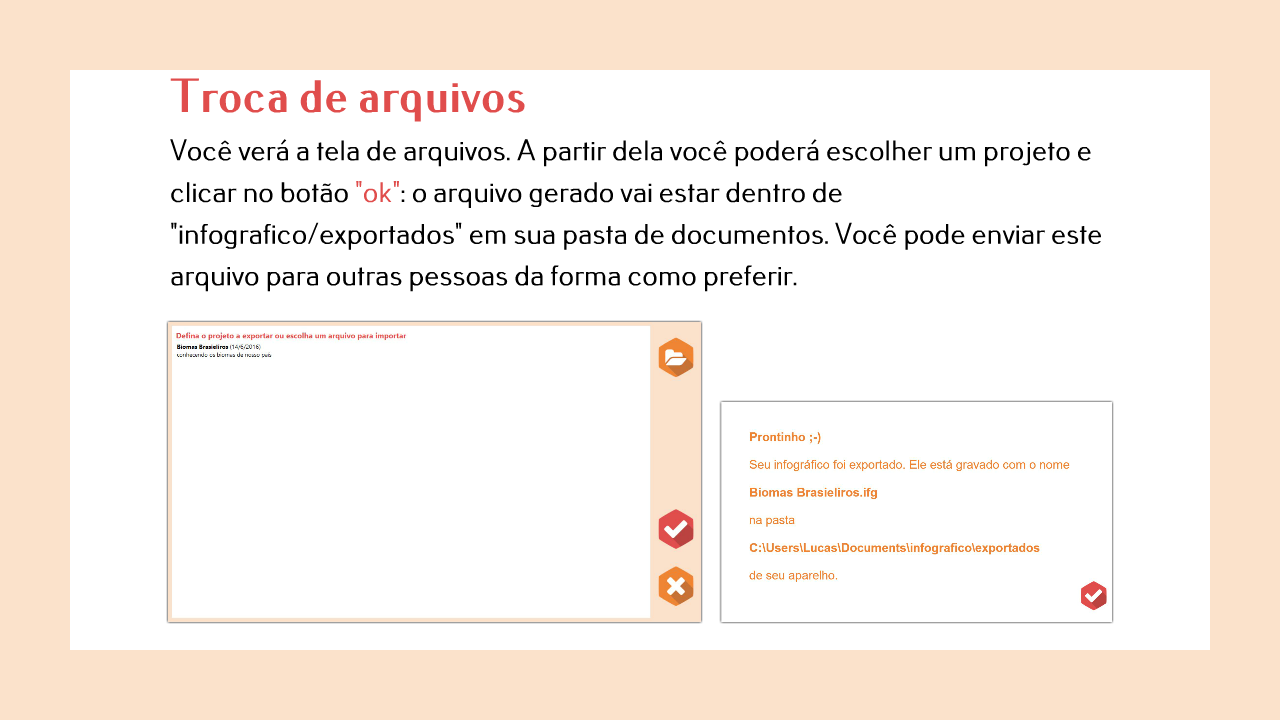 Troca de arquivos
Você verá a tela de arquivos. A partir dela você poderá escolher um projeto e
clicar no botão "ok": o arquivo gerado vai estar dentro de
"infografico/exportados" em sua pasta de documentos. Você pode enviar este
arquivo para outras pessoas da forma como preferir.
Defina o projeto a exportar ou escolha um arquivo para importar
Biomas Brasieliros (14/6/2016)
conhecendo os biomas de nosso país
Prontinho ;-)
Seu infográfico foi exportado. Ele está gravado com o nome
Biomas Brasieliros.ifg
na pasta
C:\Users\Lucas\Documents\infografico\exportados
de seu aparelho.